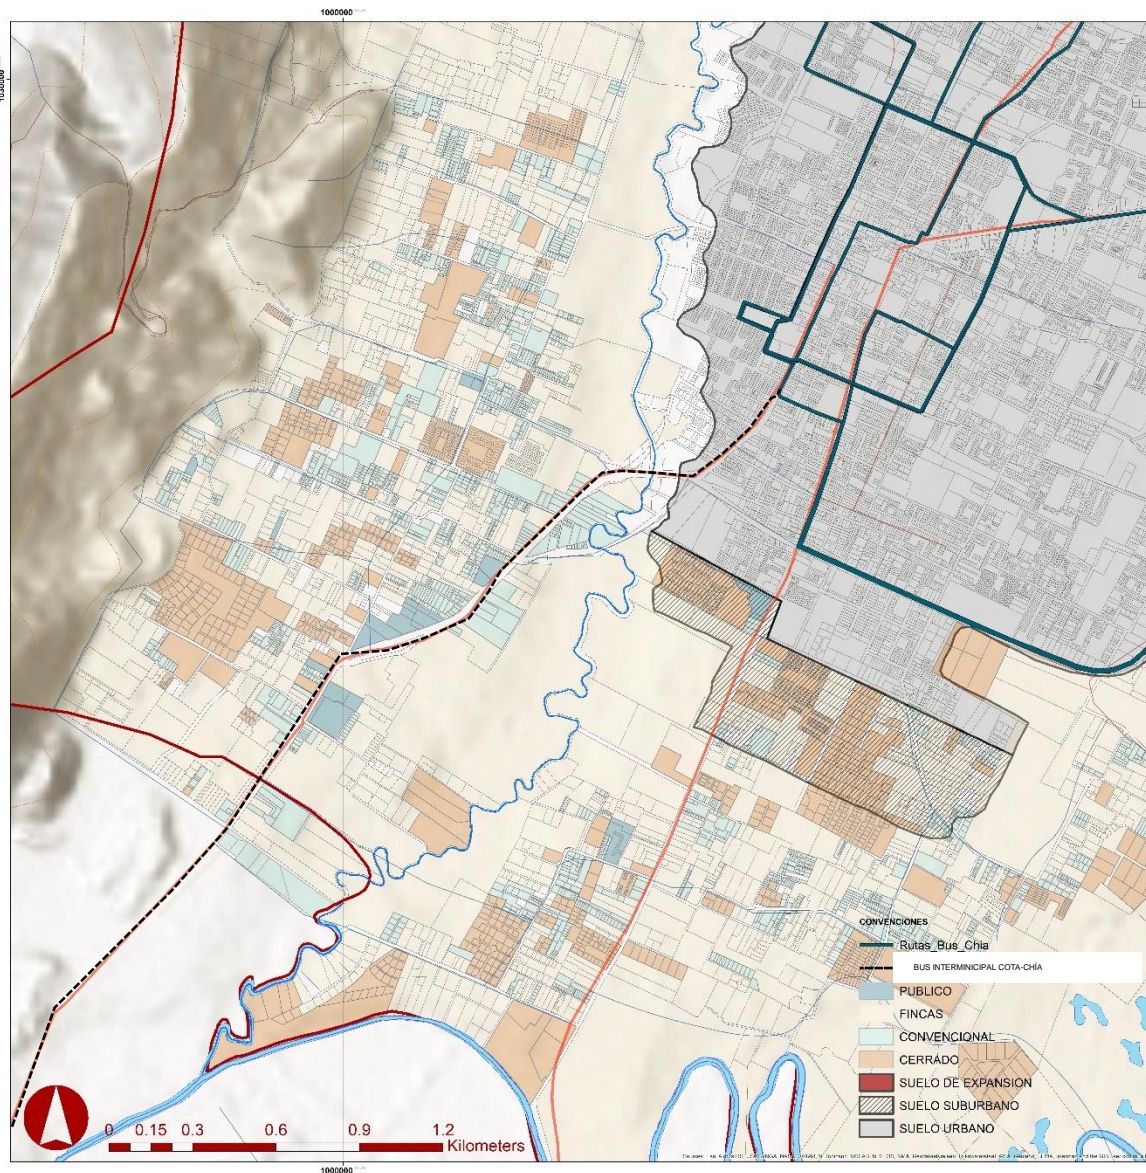 1000000
1030000
CONVENCIONES
Rutas_Bus_Chia
BUS INTERMINICIPAL COTA-CHÍA
PUBLICO
FINCAS
CONVENCIONAL
CERRADO
SUELO DE EXPANSION
SUELO SUBURBANO
SUELO URBANO
0 0.15 0.3 0.6 0.9 1.2
Kilometers
1000000